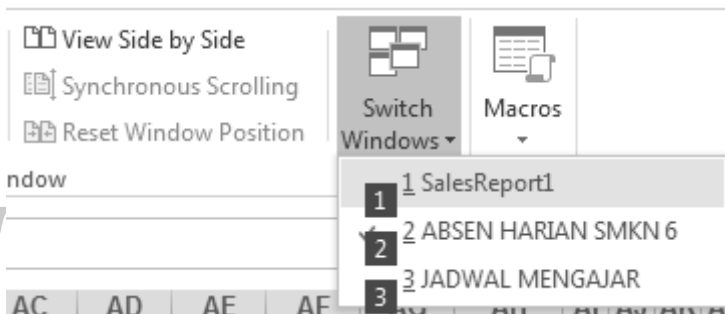 View Side by Side
Synchronous Scrolling
Reset Window Position
Switch
Windows
Macros
ndow
1 SalesReport1
1
2 ABSEN HARIAN SMKN 6
2
3 JADWAL MENGAJAR
3
AC AD AE AF